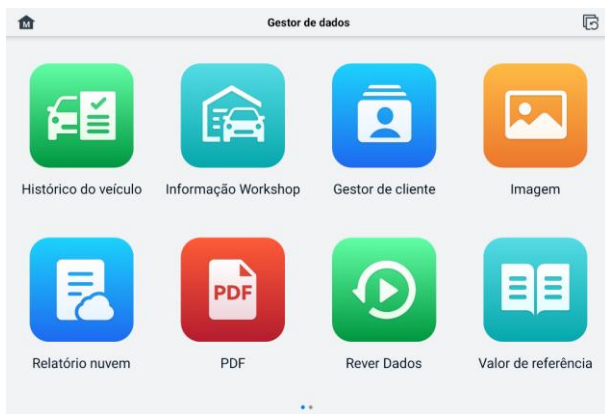 M
Gestor de dados
Histórico do veículo
Informação Workshop
Gestor de cliente
Imagem
PDF
Relatório nuvem
PDF
Rever Dados
Valor de referência